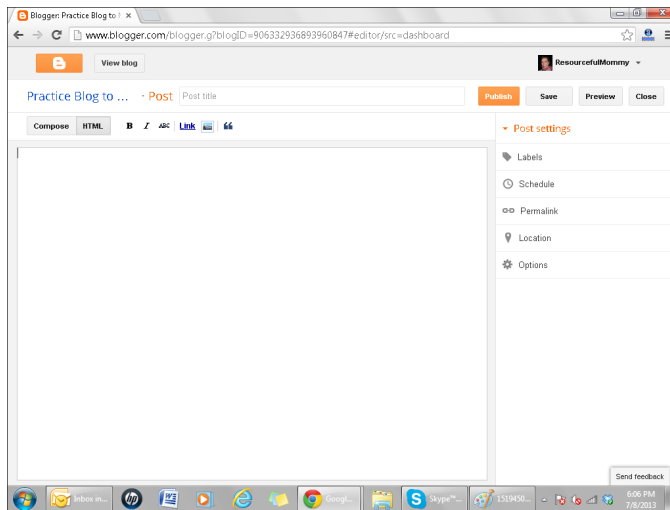 Blogger: Practice Blog to
www.blogger.com/blogger.g?blogID=906332936893960847#editor/src=dashboard
View blog
ResourcefulMommy
Practice Blog to ... · Post Post title Publish Save Preview Close
Compose HTML B I ABC Link
Post settings
Labels
Schedule
Permalink
Location
Options
Send feedback
Inbox in... hp W Googl... S Skype™... 1519450... 6:06 PM
7/8/2013